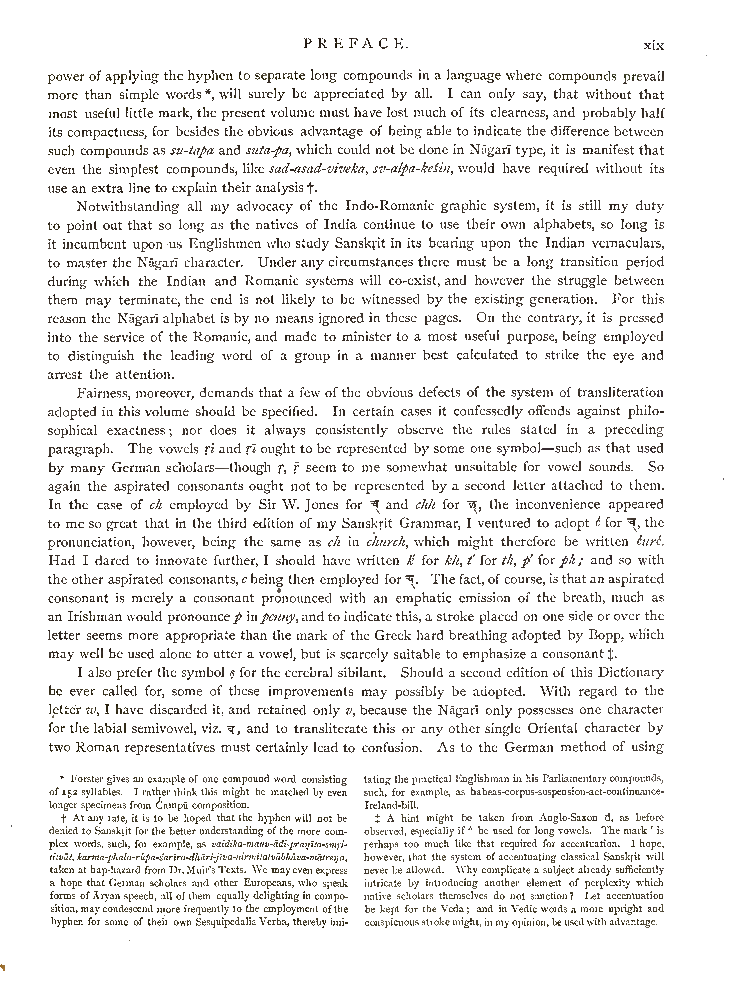 PREFACE. xix
power of applying the hyphen to separate long compounds in a language where compounds prevail
more than simple words *, will surely be appreciated by all. I can only say, that without that
most useful little mark, the present volume must have lost much of its clearness, and probably half
its compactness, for besides the obvious advantage of being able to indicate the difference between
such compounds as su-tapa and suta-pa, which could not be done in Nāgarī type, it is manifest that
even the simplest compounds, like sad-asad-viveka, sv-alpa-keśin, would have required without its
use an extra line to explain their analysis †.
Notwithstanding all my advocacy of the Indo-Romanic graphic system, it is still my duty
to point out that so long as the natives of India continue to use their own alphabets, so long is
it incumbent upon us Englishmen who study Sanskṛit in its bearing upon the Indian vernaculars,
to master the Nāgarī character. Under any circumstances there must be a long transition period
during which the Indian and Romanic systems will co-exist, and however the struggle between
them may terminate, the end is not likely to be witnessed by the existing generation. For this
reason the Nāgarī alphabet is by no means ignored in these pages. On the contrary, it is pressed
into the service of the Romanic, and made to minister to a most useful purpose, being employed
to distinguish the leading word of a group in a manner best calculated to strike the eye and
arrest the attention.
Fairness, moreover, demands that a few of the obvious defects of the system of transliteration
adopted in this volume should be specified. In certain cases it confessedly offends against philo-
sophical exactness; nor does it always consistently observe the rules stated in a preceding
paragraph. The vowels ṛi and ṛī ought to be represented by some one symbol—such as that used
by many German scholars—though ṛ, ṝ seem to me somewhat unsuitable for vowel sounds. So
again the aspirated consonants ought not to be represented by a second letter attached to them.
In the case of ch employed by Sir W. Jones for च् and chh for छ्, the inconvenience appeared
to me so great that in the third edition of my Sanskṛit Grammar, I ventured to adopt ć for च्, the
pronunciation, however, being the same as ch in church, which might therefore be written ćurć.
Had I dared to innovate further, I should have written k̔ for kh, t̔ for th, p̔ for ph; and so with
the other aspirated consonants, c being then employed for च्. The fact, of course, is that an aspirated
consonant is merely a consonant pronounced with an emphatic emission of the breath, much as
an Irishman would pronounce p in penny, and to indicate this, a stroke placed on one side or over the
letter seems more appropriate than the mark of the Greek hard breathing adopted by Bopp, which
may well be used alone to utter a vowel, but is scarcely suitable to emphasize a consonant ‡.
I also prefer the symbol ṣ for the cerebral sibilant. Should a second edition of this Dictionary
be ever called for, some of these improvements may possibly be adopted. With regard to the
letter w, I have discarded it, and retained only v, because the Nāgarī only possesses one character
for the labial semivowel, viz. व्, and to transliterate this or any other single Oriental character by
two Roman representatives must certainly lead to confusion. As to the German method of using
* Forster gives an example of one compound word consisting
of 152 syllables. I rather think this might be matched by even
longer specimens from Ćampū composition.
† At any rate, it is to be hoped that the hyphen will not be
denied to Sanskṛit for the better understanding of the more com-
plex words, such, for example, as vaidika-manv-ādi-praṇīta-smṛi-
titvāt, karma-phala-rūpa-śarīra-dhāri-jīva-nirmitatvābhāva-mātreṇa,
taken at hap-hazard from Dr. Muir's Texts. We may even express
a hope that German scholars and other Europeans, who speak
forms of Āryan speech, all of them equally delighting in compo-
sition, may condescend more frequently to the employment of the
hyphen for some of their own Sesquipedalia Verba, thereby imi-
tating the practical Englishman in his Parliamentary compounds,
such, for example, as habeas-corpus-suspension-act-continuance-
Ireland-bill.
‡ A hint might be taken from Anglo-Saxon đ, as before
observed, especially if ^ be used for long vowels. The mark ' is
perhaps too much like that required for accentuation. I hope,
however, that the system of accentuating classical Sanskṛit will
never be allowed. Why complicate a subject already sufficiently
intricate by introducing another element of perplexity which
native scholars themselves do not sanction? Let accentuation
be kept for the Veda; and in Vedic words a more upright and
conspicuous stroke might, in my opinion, be used with advantage.